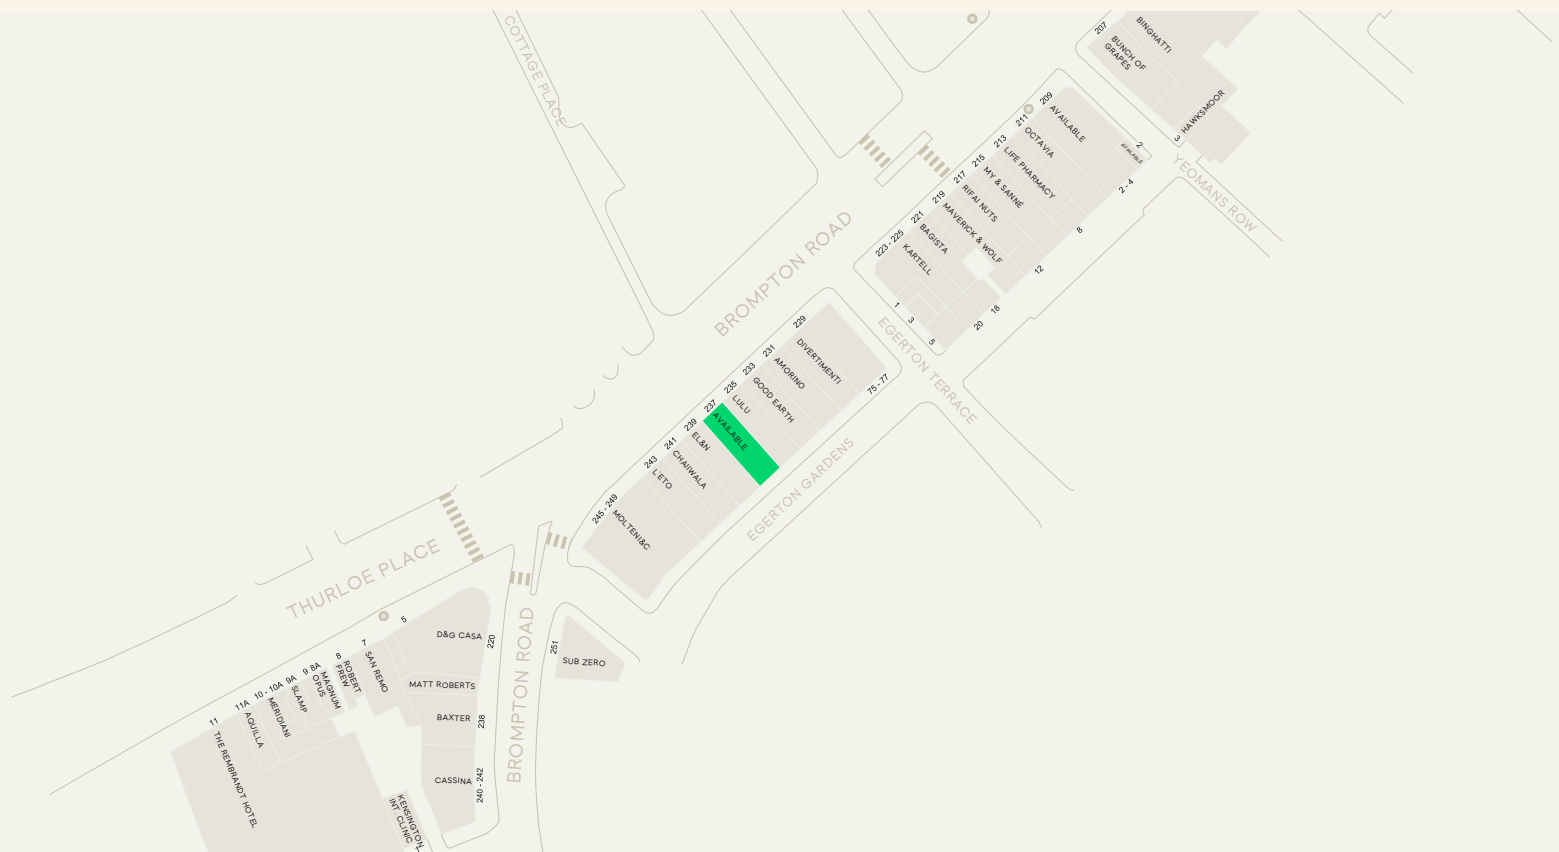 COTTAGE PLACE
207
BINGHATTI
BUNCH OF
GRAPES
HAWKSMOOR
3
YEOMANS ROW
209
AVAILABLE
2
AVAILABLE
2 - 4
211
OCTAVIA
213
LIFE PHARMACY
215
MY & SANNÉ
217
RIFAI NUTS
219
MAVERICK & WOLF
221
BAGISTA
223 - 225
KARTELL
8
12
18
20
1
3
5
BROMPTON ROAD
EGERTON TERRACE
229
DIVERTIMENTI
231
AMORINO
233
GOOD EARTH
235
LULU
237
AVAILABLE
239
EL&N
241
CHAIIWALA
243
L'ETO
245 - 249
MOLTENI&C
75 - 77
EGERTON GARDENS
THURLOE PLACE
BROMPTON ROAD
251
SUB ZERO
5
D&G CASA
220
MATT ROBERTS
BAXTER
238
CASSINA
240 - 242
7
SAN REMO
8
ROBERT
FREW
9 8A
MAGNUM
OPUS
9A
SLAMP
10 - 10A
MERIDIANI
11A
AQUILLA
11
THE REMBRANDT HOTEL
KENSINGTON
INT. CLINIC